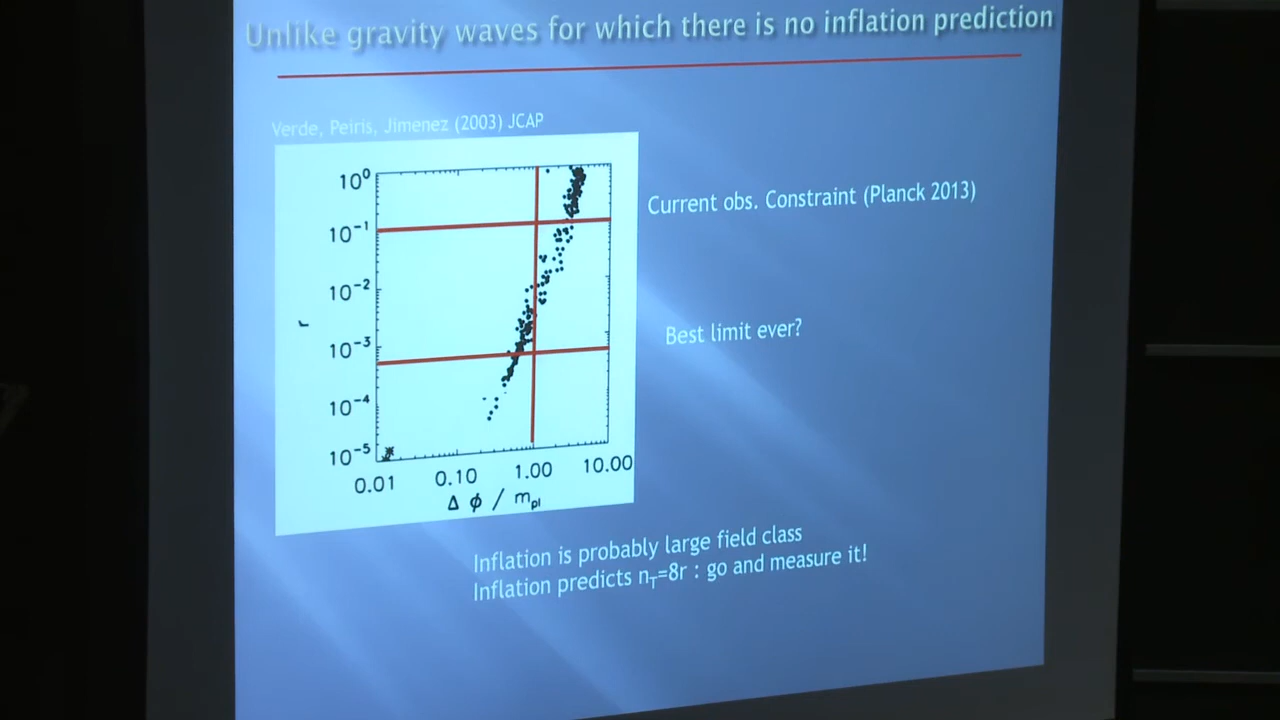 Unlike gravity waves for which there is no inflation prediction
Verde, Peiris, Jimenez (2003) JCAP
Current obs. Constraint (Planck 2013)
Best limit ever?
r
10⁰
10⁻¹
10⁻²
10⁻³
10⁻⁴
10⁻⁵
0.01 0.10 1.00 10.00
Δ ϕ / mpl
Inflation is probably large field class
Inflation predicts nT=8r : go and measure it!